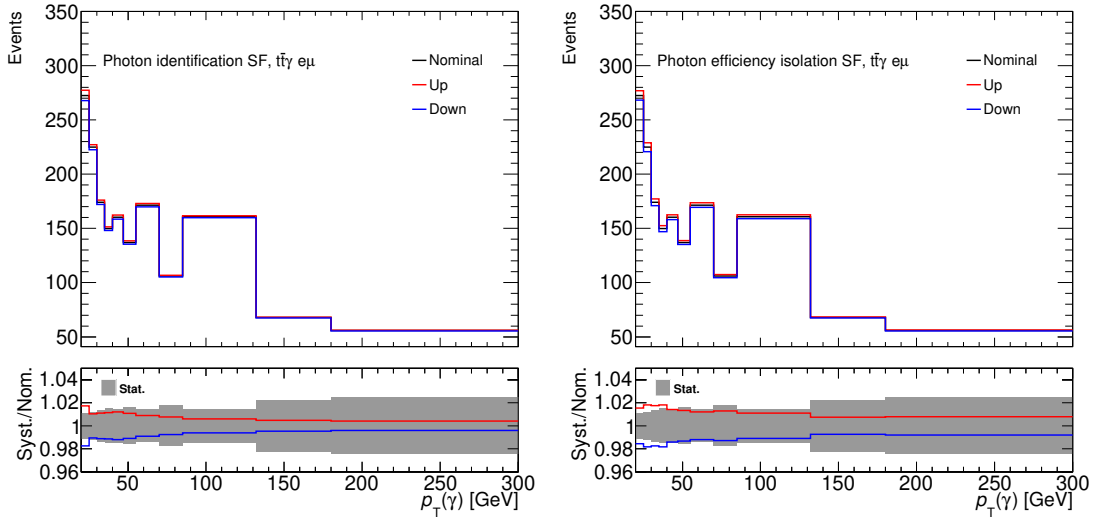 Events
350
300
250
200
150
100
50
Photon identification SF, tt̄γ eμ
Nominal
Up
Down
Syst./Nom.
1.04
1.02
1
0.98
0.96
Stat.
50 100 150 200 250 300
p_T(γ) [GeV]
Events
350
300
250
200
150
100
50
Photon efficiency isolation SF, tt̄γ eμ
Nominal
Up
Down
Syst./Nom.
1.04
1.02
1
0.98
0.96
Stat.
50 100 150 200 250 300
p_T(γ) [GeV]